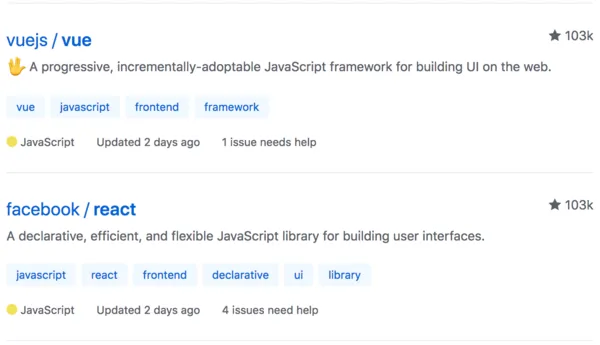 vuejs / vue
103k
🖖 A progressive, incrementally-adoptable JavaScript framework for building UI on the web.
vue javascript frontend framework
JavaScript Updated 2 days ago 1 issue needs help
facebook / react
103k
A declarative, efficient, and flexible JavaScript library for building user interfaces.
javascript react frontend declarative ui library
JavaScript Updated 2 days ago 4 issues need help